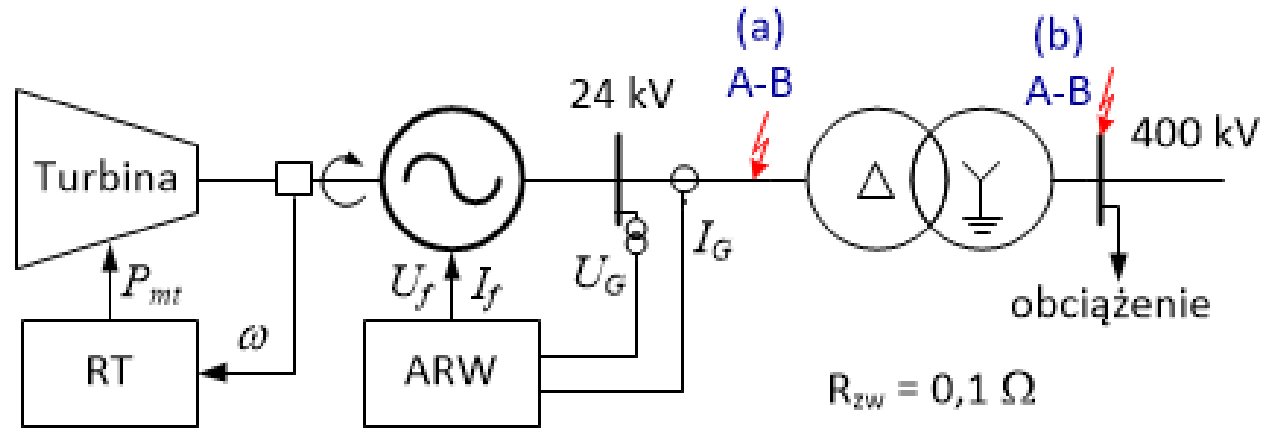 (a)
A-B
(b)
A-B
24 kV
400 kV
Turbina
Δ
P_mt
U_f I_f
U_G
I_G
obciążenie
ω
RT
ARW
R_zw = 0,1 Ω